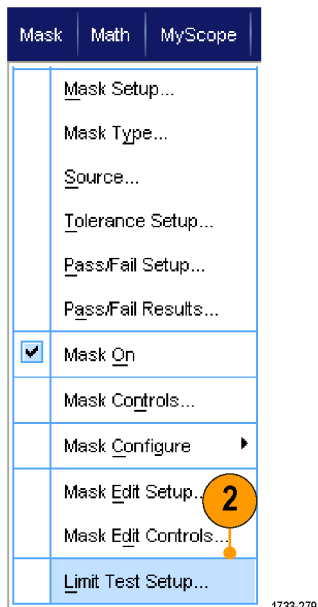 Mask Math MyScope
Mask Setup...
Mask Type...
Source...
Tolerance Setup...
Pass/Fail Setup...
Pass/Fail Results...
Mask On
Mask Controls...
Mask Configure
Mask Edit Setup..
2
Mask Edit Controls...
Limit Test Setup...
1733-279